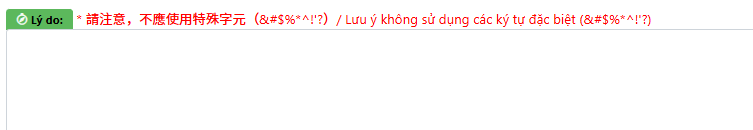 Lý do: * 請注意，不應使用特殊字元（&#$%*^!'?）/ Lưu ý không sử dụng các ký tự đặc biệt (&#$%*^!'?)